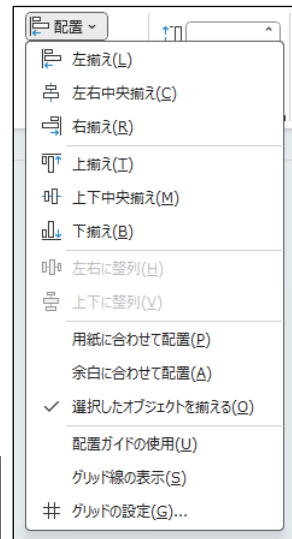 配置
左揃え(L)
左右中央揃え(C)
右揃え(R)
上揃え(T)
上下中央揃え(M)
下揃え(B)
左右に整列(H)
上下に整列(V)
用紙に合わせて配置(P)
余白に合わせて配置(A)
選択したオブジェクトを揃える(O)
配置ガイドの使用(U)
グリッド線の表示(S)
グリッドの設定(G)...